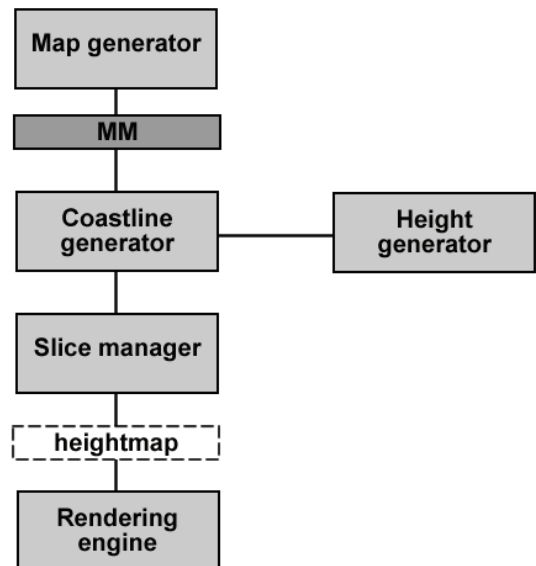 Map generator
MM
Coastline
generator
Height
generator
Slice manager
heightmap
Rendering
engine